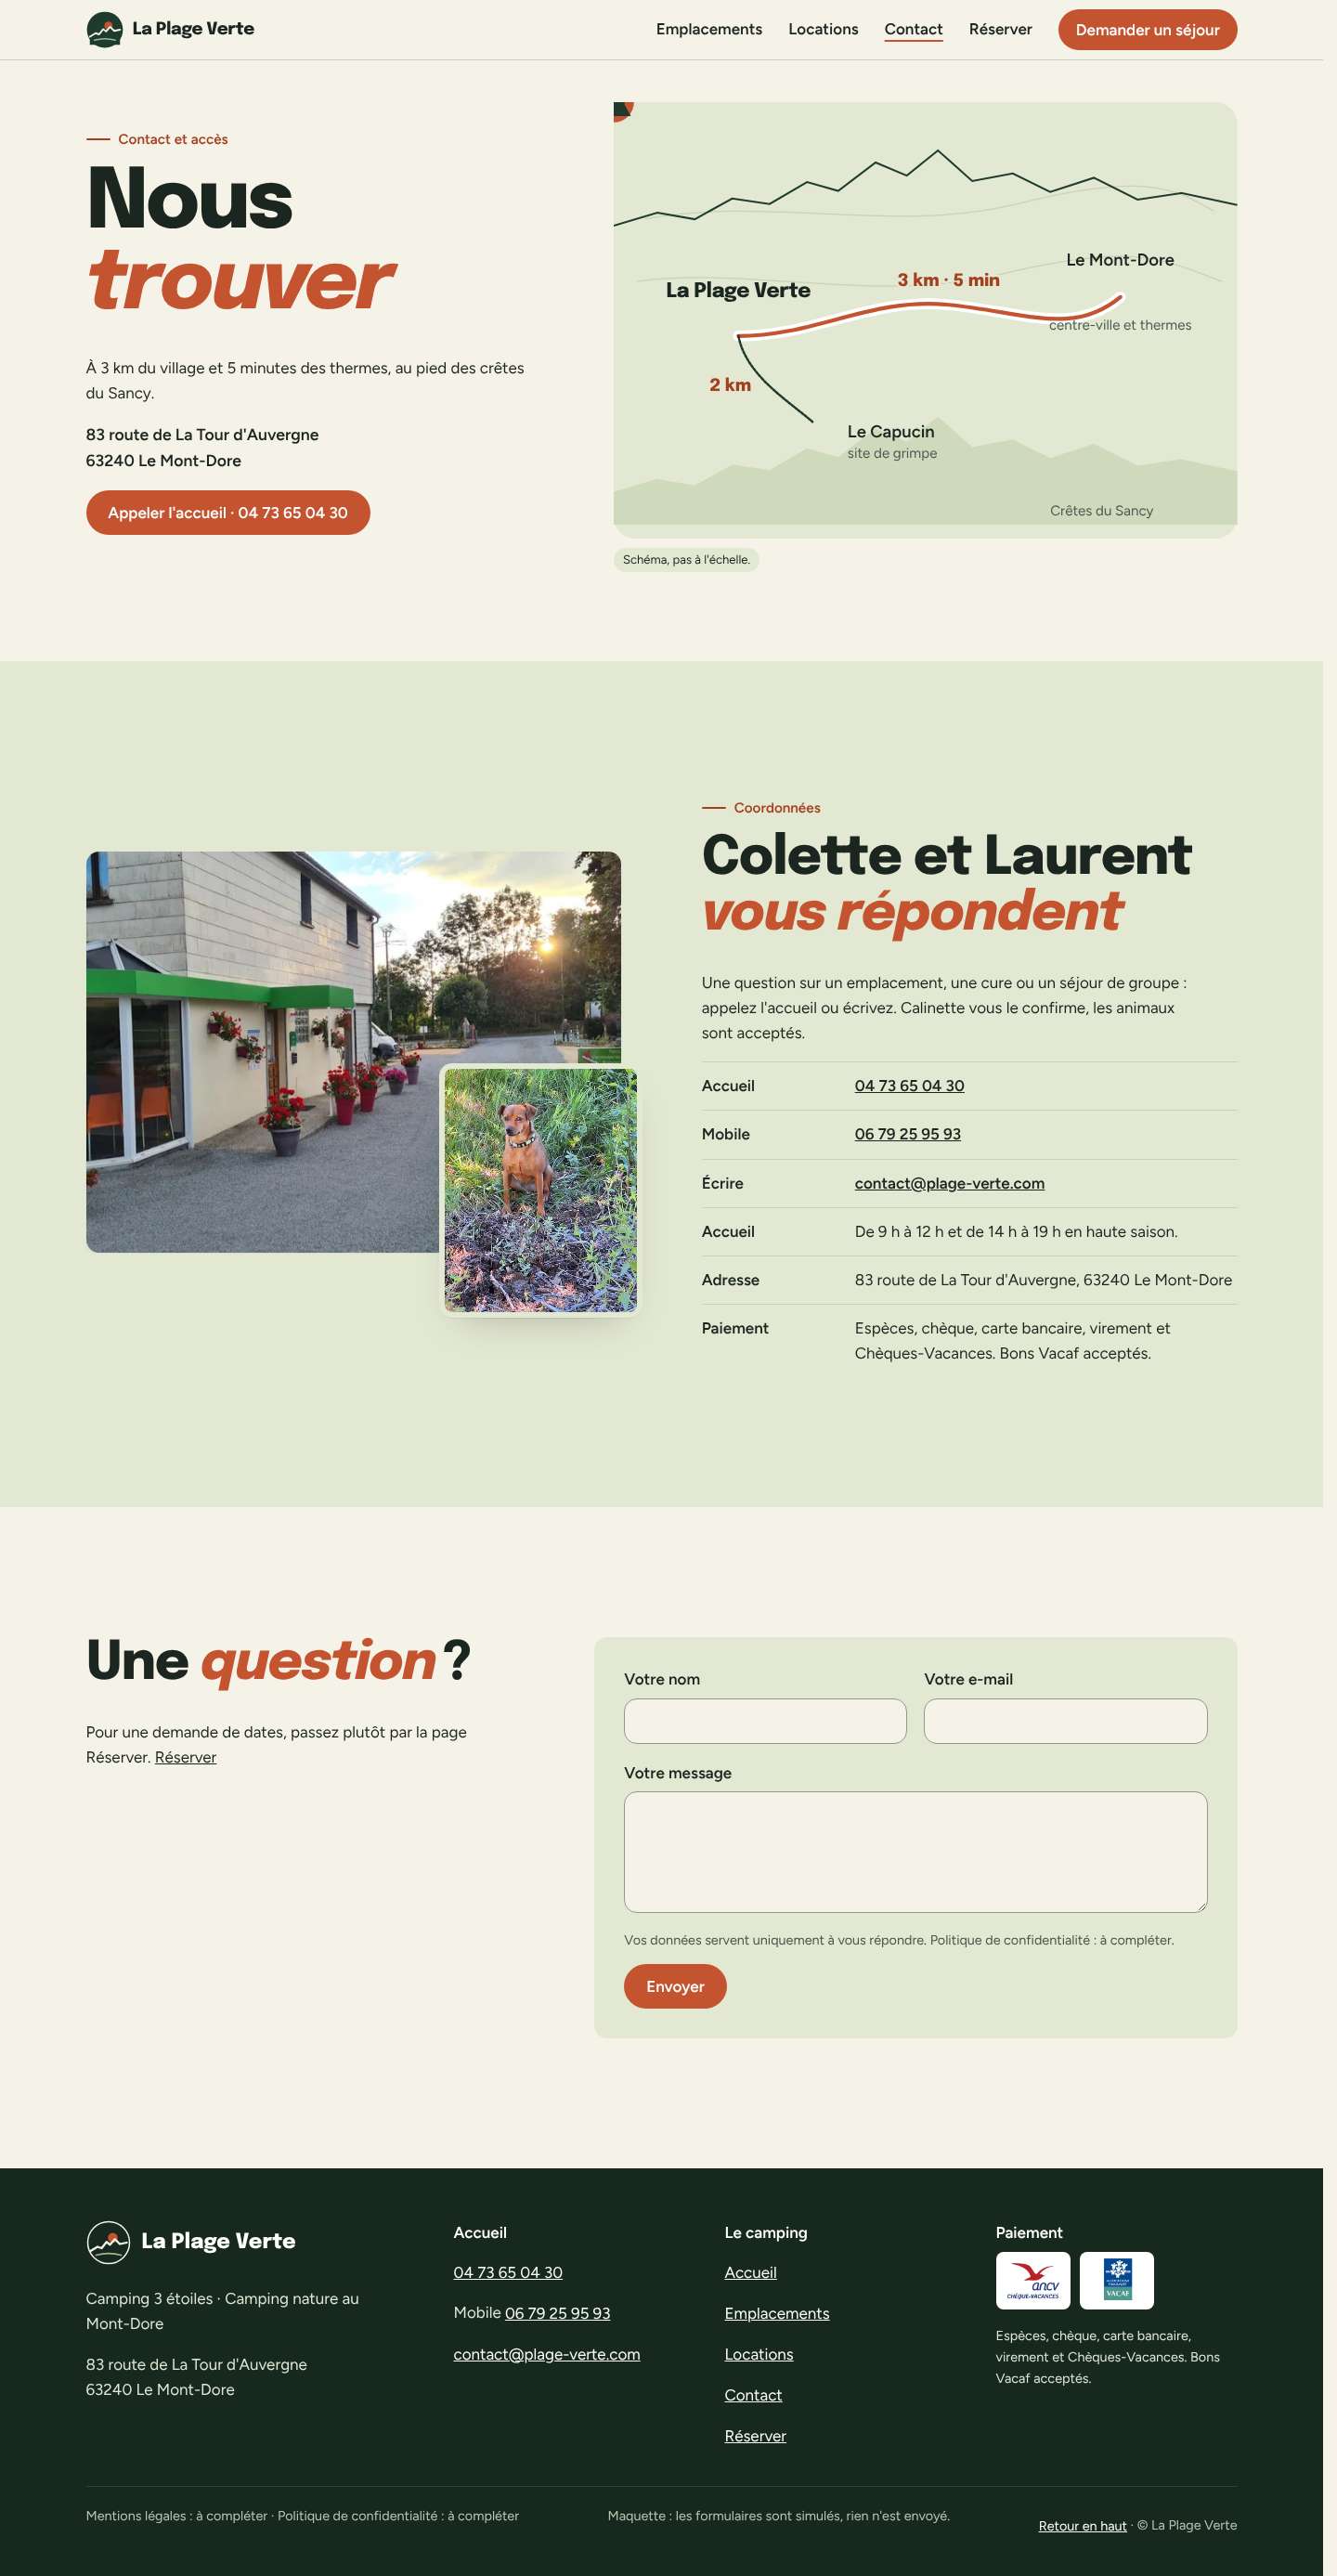 La Plage Verte
Emplacements
Locations
Contact
Réserver
Demander un séjour
Contact et accès
Nous
trouver
À 3 km du village et 5 minutes des thermes, au pied des crêtes
du Sancy.
83 route de La Tour d'Auvergne
63240 Le Mont-Dore
Appeler l'accueil · 04 73 65 04 30
Le Mont-Dore
3 km · 5 min
La Plage Verte
centre-ville et thermes
2 km
Le Capucin
site de grimpe
Crêtes du Sancy
Schéma, pas à l'échelle.
Coordonnées
Colette et Laurent
vous répondent
Une question sur un emplacement, une cure ou un séjour de groupe :
appelez l'accueil ou écrivez. Calinette vous le confirme, les animaux
sont acceptés.
Accueil 04 73 65 04 30
Mobile 06 79 25 95 93
Écrire contact@plage-verte.com
Accueil De 9 h à 12 h et de 14 h à 19 h en haute saison.
Adresse 83 route de La Tour d'Auvergne, 63240 Le Mont-Dore
Paiement Espèces, chèque, carte bancaire, virement et
Chèques-Vacances. Bons Vacaf acceptés.
Une question ?
Pour une demande de dates, passez plutôt par la page
Réserver. Réserver
Votre nom
Votre e-mail
Votre message
Vos données servent uniquement à vous répondre. Politique de confidentialité : à compléter.
Envoyer
La Plage Verte
Camping 3 étoiles · Camping nature au
Mont-Dore
83 route de La Tour d'Auvergne
63240 Le Mont-Dore
Accueil
04 73 65 04 30
Mobile 06 79 25 95 93
contact@plage-verte.com
Le camping
Accueil
Emplacements
Locations
Contact
Réserver
Paiement
ancv
CHÈQUE-VACANCES
VACAF
Espèces, chèque, carte bancaire,
virement et Chèques-Vacances. Bons
Vacaf acceptés.
Mentions légales : à compléter · Politique de confidentialité : à compléter
Maquette : les formulaires sont simulés, rien n'est envoyé.
Retour en haut · © La Plage Verte